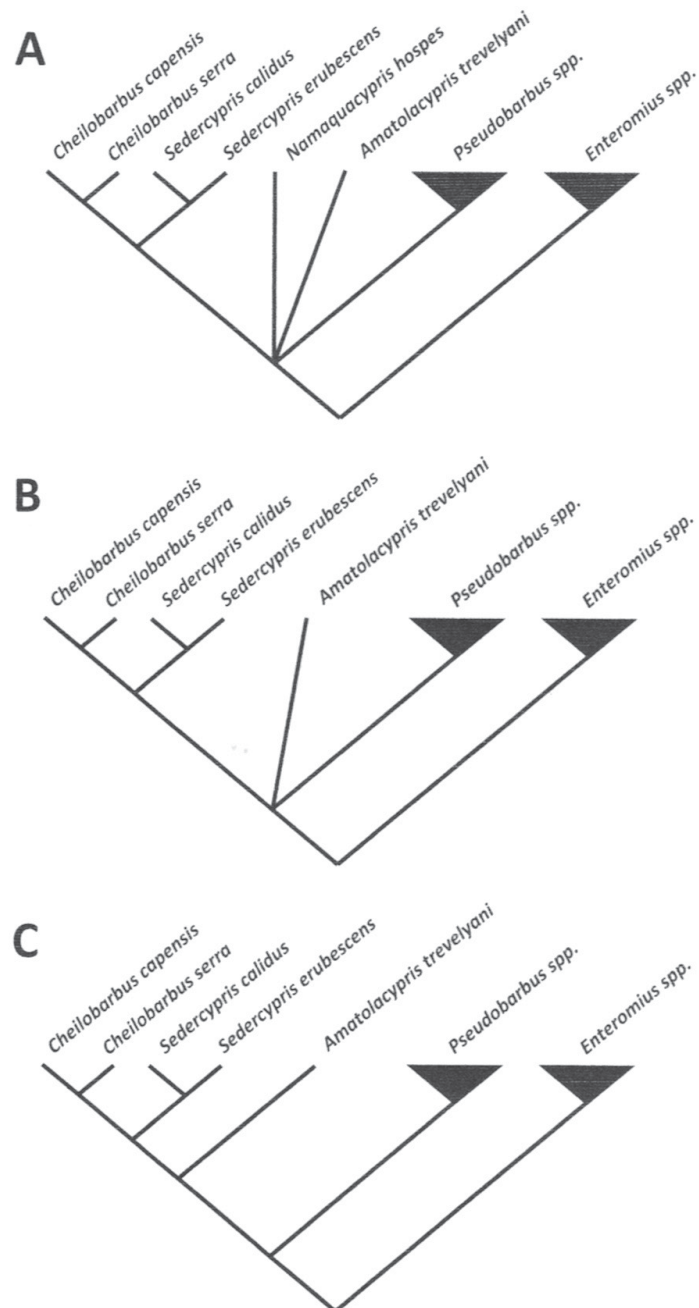 A
Cheilobarbus capensis
Cheilobarbus serra
Sedercypris calidus
Sedercypris erubescens
Namaquacypris hospes
Amatolacypris trevelyani
Pseudobarbus spp.
Enteromius spp.
B
Cheilobarbus capensis
Cheilobarbus serra
Sedercypris calidus
Sedercypris erubescens
Amatolacypris trevelyani
Pseudobarbus spp.
Enteromius spp.
C
Cheilobarbus capensis
Cheilobarbus serra
Sedercypris calidus
Sedercypris erubescens
Amatolacypris trevelyani
Pseudobarbus spp.
Enteromius spp.